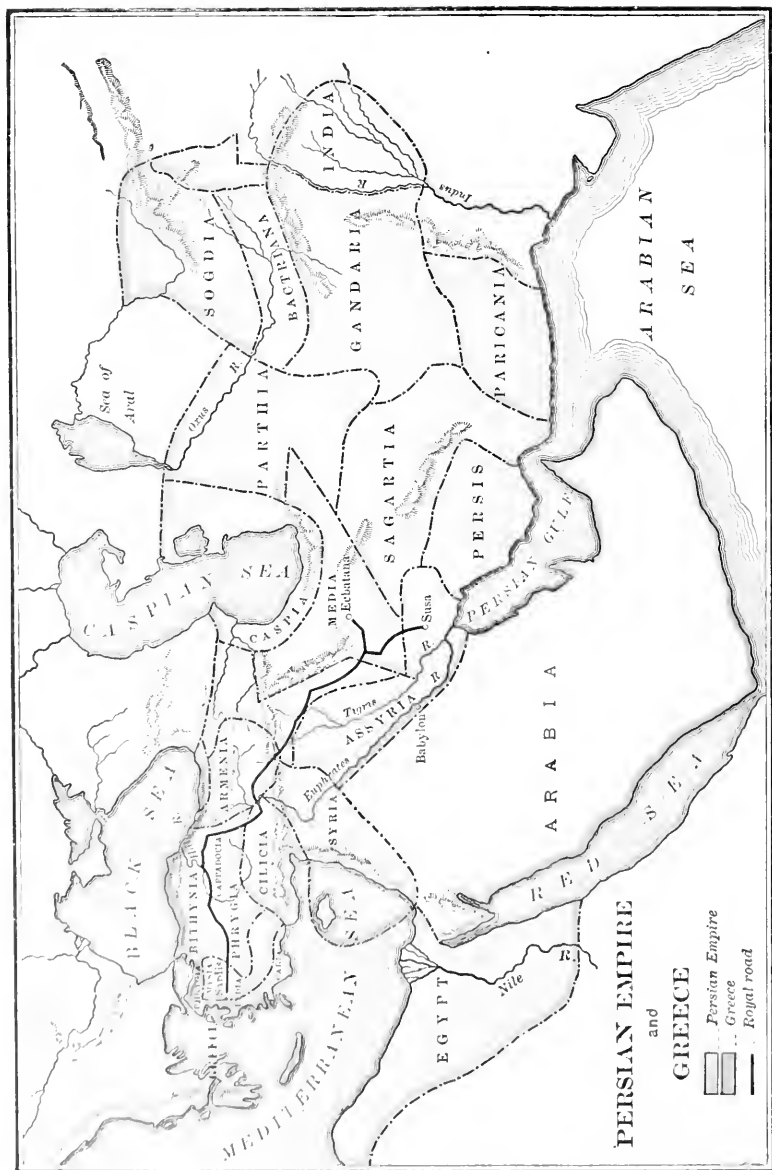 PERSIAN EMPIRE
and
GREECE
Persian Empire
Greece
Royal road
BLACK SEA
CASPIAN SEA
Sea of Aral
Oxus R.
SOGDIA
BACTRIANA
INDIA
Indus R
GANDARIA
PARTHIA
PARICANIA
SAGARTIA
PERSIS
MEDIA
Ecbatana
CASPIA
Susa
PERSIAN GULF
ARABIAN SEA
ARMENIA
BITHYNIA
CAPPADOCIA
PHRYGIA
CILICIA
Sardis
Tigris R
ASSYRIA
Euphrates R
Babylon
SYRIA
MEDITERRANEAN SEA
ARABIA
RED SEA
EGYPT
Nile R.